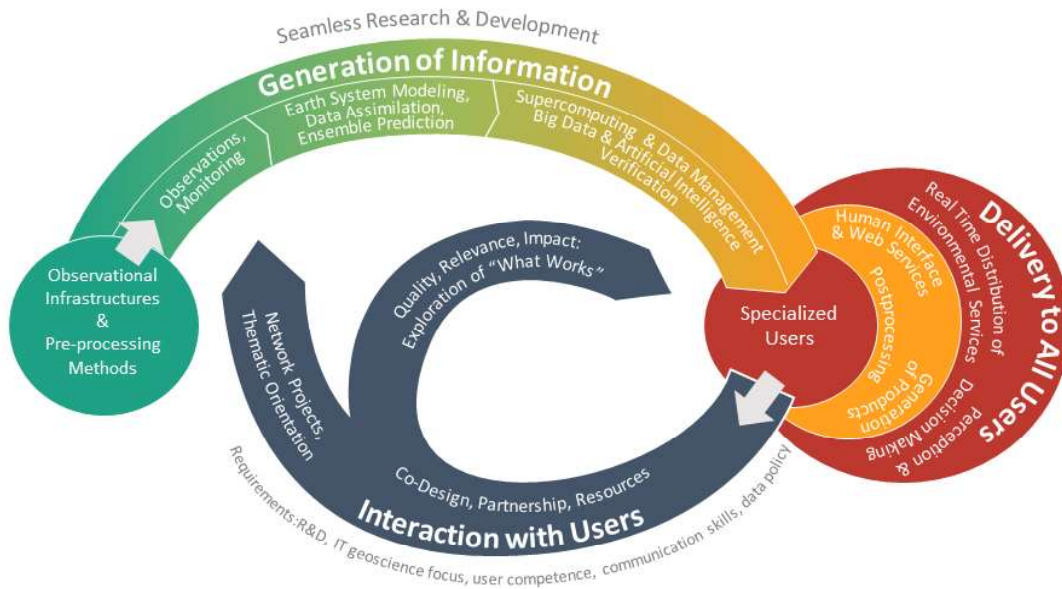 Seamless Research & Development
Generation of Information
Observations,
Monitoring
Earth System Modeling,
Data Assimilation,
Ensemble Prediction
Supercomputing & Data Management
Big Data & Artificial Intelligence
Verification
Observational
Infrastructures
&
Pre-processing
Methods
Quality, Relevance, Impact:
Exploration of “What Works”
Network Projects,
Thematic Orientation
Co-Design, Partnership, Resources
Interaction with Users
Requirements:R&D, IT geoscience focus, user competence, communication skills, data policy
Specialized
Users
Human Interface
& Web Services
Postprocessing
Generation
of Products
Real Time Distribution of
Environmental Services
Perception &
Decision Making
Delivery to All Users